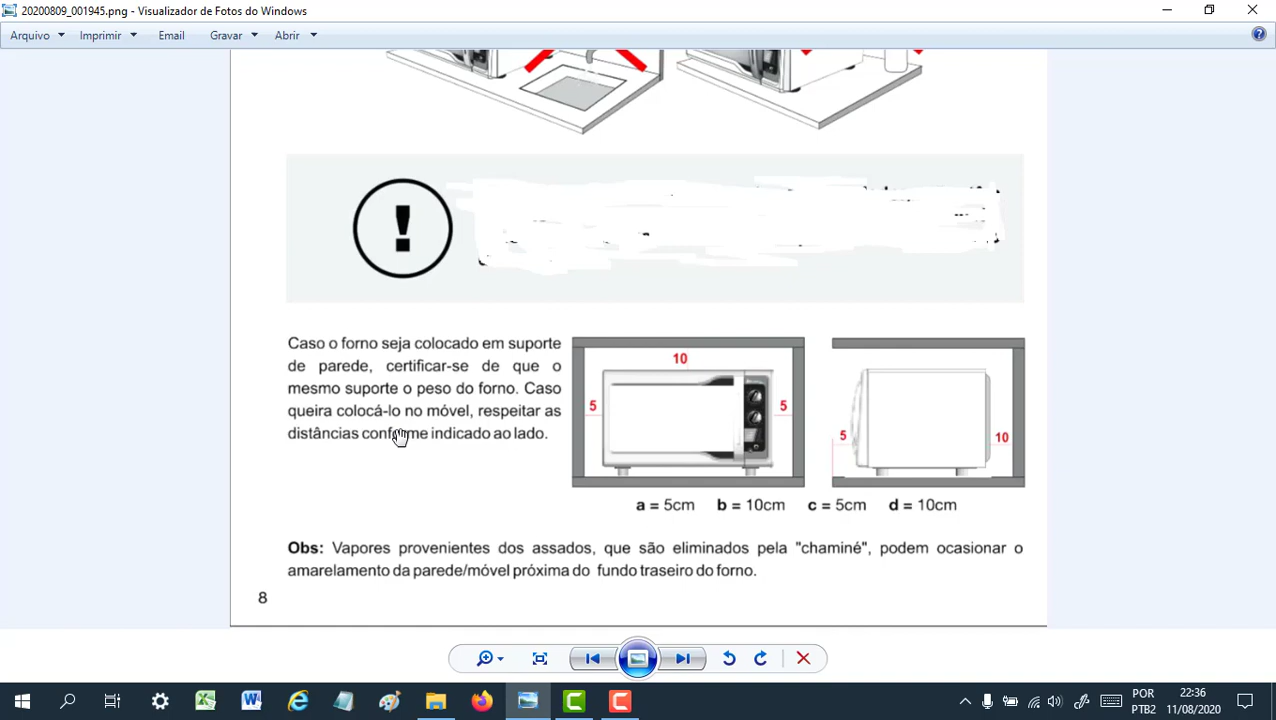 20200809_001945.png - Visualizador de Fotos do Windows
Arquivo Imprimir Email Gravar Abrir
!
Caso o forno seja colocado em suporte
de parede, certificar-se de que o
mesmo suporte o peso do forno. Caso
queira colocá-lo no móvel, respeitar as
distâncias conforme indicado ao lado.
10
5 5
5 10
a = 5cm b = 10cm c = 5cm d = 10cm
Obs: Vapores provenientes dos assados, que são eliminados pela "chaminé", podem ocasionar o
amarelamento da parede/móvel próxima do fundo traseiro do forno.
8
POR
PTB2
22:36
11/08/2020